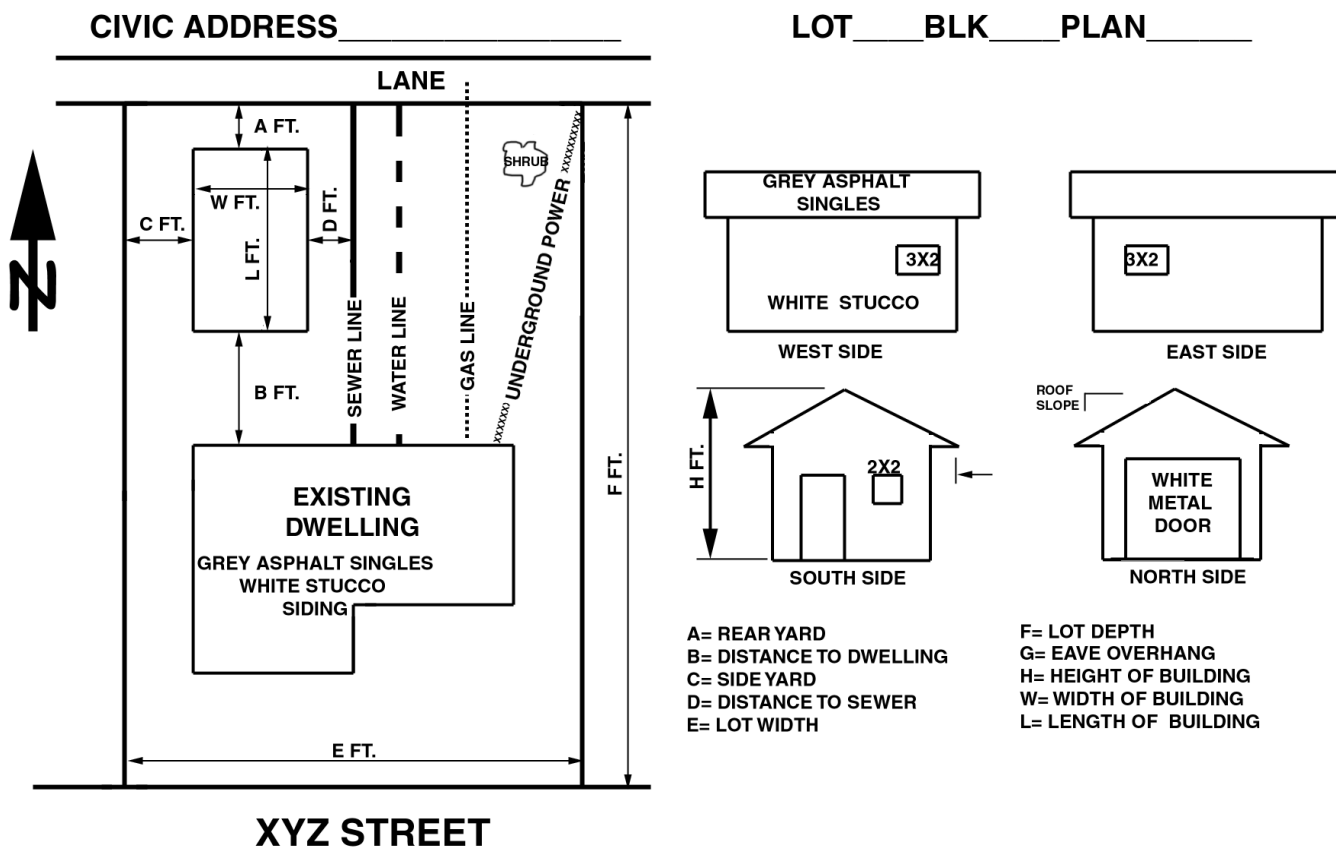 CIVIC ADDRESS________________
LOT____BLK____PLAN______
LANE
A FT.
W FT.
L FT.
C FT.
D FT.
B FT.
SEWER LINE
WATER LINE
GAS LINE
xxxxxx UNDERGROUND POWER xxxxxxxxxx
SHRUB
N
F FT.
EXISTING
DWELLING
GREY ASPHALT SINGLES
WHITE STUCCO
SIDING
E FT.
XYZ STREET
GREY ASPHALT
SINGLES
3X2
WHITE STUCCO
WEST SIDE
3X2
EAST SIDE
H FT.
2X2
SOUTH SIDE
ROOF
SLOPE
WHITE
METAL
DOOR
NORTH SIDE
A= REAR YARD
B= DISTANCE TO DWELLING
C= SIDE YARD
D= DISTANCE TO SEWER
E= LOT WIDTH
F= LOT DEPTH
G= EAVE OVERHANG
H= HEIGHT OF BUILDING
W= WIDTH OF BUILDING
L= LENGTH OF BUILDING